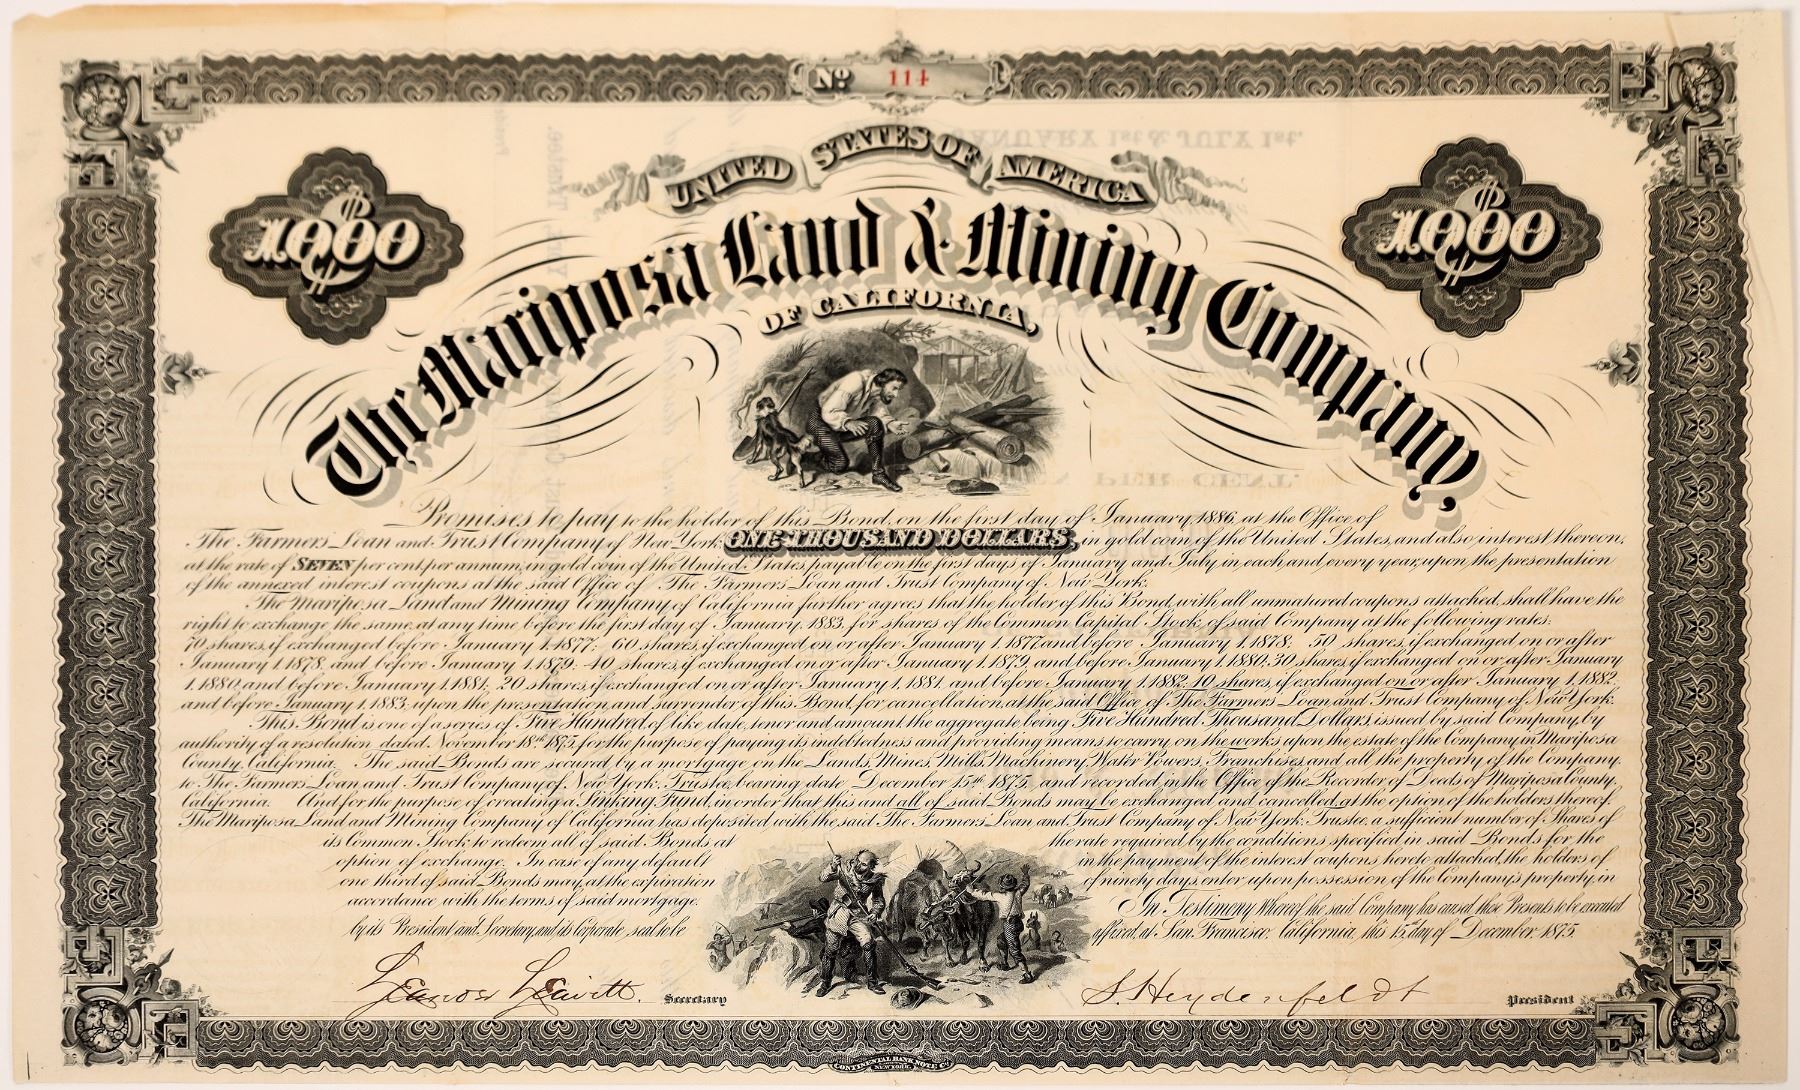 No. 114
UNITED STATES OF AMERICA
$1000
$1000
The Mariposa Land & Mining Company,
OF CALIFORNIA,
Promises to pay to the holder of this Bond, on the first day of January, 1886, at the Office of
The Farmers' Loan and Trust Company of New York, ONE THOUSAND DOLLARS, in gold coin of the United States, and also interest thereon,
at the rate of SEVEN per cent. per annum, in gold coin of the United States, payable on the first days of January and July, in each and every year, upon the presentation
of the annexed interest coupons at the said Office of The Farmers' Loan and Trust Company of New York.
The Mariposa Land and Mining Company of California further agrees that the holder of this Bond, with all unmatured coupons attached, shall have the
right to exchange the same, at any time before the first day of January, 1883, for shares of the Common Capital Stock, of said Company at the following rates:
70 shares, if exchanged before January 1, 1877; 60 shares, if exchanged on or after January 1, 1877, and before January 1, 1878; 50 shares, if exchanged on or after
January 1, 1878, and before January 1, 1879; 40 shares, if exchanged on or after January 1, 1879, and before January 1, 1880; 30 shares, if exchanged on or after January
1, 1880, and before January 1, 1881; 20 shares, if exchanged on or after January 1, 1881, and before January 1, 1882; 10 shares, if exchanged on or after January 1, 1882,
and before January 1, 1883, upon the presentation and surrender of this Bond, for cancellation, at the said Office of The Farmers Loan and Trust Company of New York.
This Bond is one of a series of Five Hundred, of like date, tenor and amount, the aggregate being Five Hundred Thousand Dollars, issued by said Company, by
authority of a resolution dated November 18th 1875, for the purpose of paying its indebtedness and providing means to carry on the works upon the estate of the Company, in Mariposa
County, California. The said Bonds are secured by a mortgage, on the Lands, Mines, Mills, Machinery, Water Powers, Franchises, and all the property of the Company,
to The Farmers' Loan and Trust Company of New York, Trustee, bearing date December 15th 1875, and recorded in the Office of the Recorder of Deeds of Mariposa County,
California. And for the purpose of creating a Sinking Fund, in order that this and all of said Bonds may be exchanged and cancelled, at the option of the holders thereof,
The Mariposa Land and Mining Company of California has deposited with the said The Farmers' Loan and Trust Company of New York, Trustee, a sufficient number of Shares of
its Common Stock to redeem all of said Bonds at the rate required by the conditions specified in said Bonds for the
option of exchange. In case of any default in the payment of the interest coupons hereto attached, the holders of
one third of said Bonds may, at the expiration of ninety days, enter upon possession of the Company's property, in
accordance with the terms of said mortgage. In Testimony Whereof the said Company has caused these Presents to be executed
by its President and Secretary, and its Corporate seal to be affixed, at San Francisco, California, this 15 day of December, 1875.
Leander Leavitt. Secretary
S. Heydenfeldt President
CONTINENTAL BANK NOTE Co.
NEW YORK.